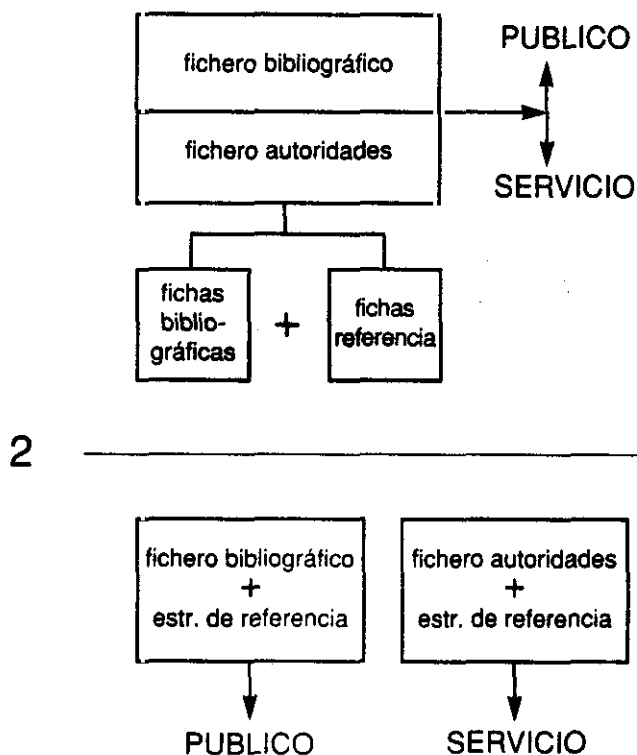 PUBLICO
fichero bibliográfico
fichero autoridades
SERVICIO
fichas
biblio-
gráficas
+
fichas
referencia
2
fichero bibliográfico
+
estr. de referencia
fichero autoridades
+
estr. de referencia
PUBLICO
SERVICIO